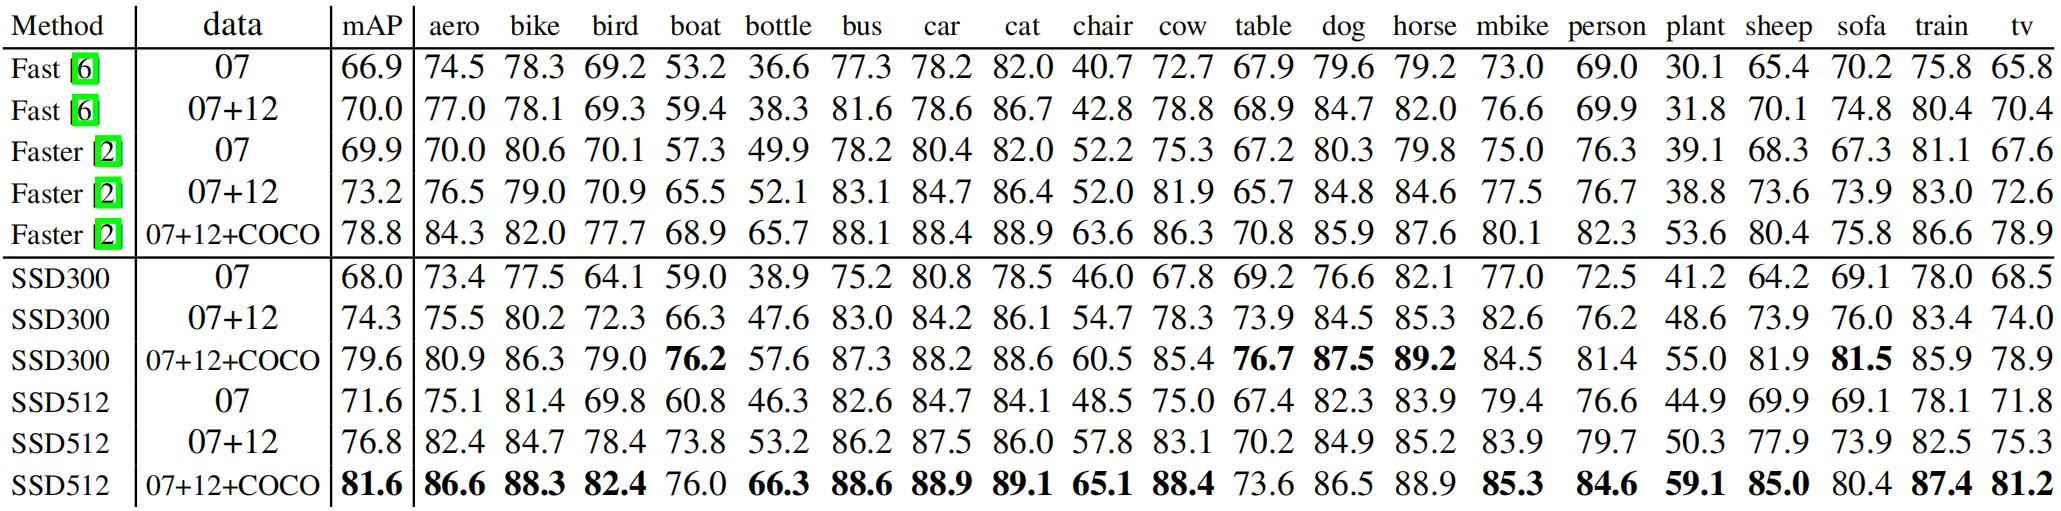 Method data mAP aero bike bird boat bottle bus car cat chair cow table dog horse mbike person plant sheep sofa train tv
Fast [6] 07 66.9 74.5 78.3 69.2 53.2 36.6 77.3 78.2 82.0 40.7 72.7 67.9 79.6 79.2 73.0 69.0 30.1 65.4 70.2 75.8 65.8
Fast [6] 07+12 70.0 77.0 78.1 69.3 59.4 38.3 81.6 78.6 86.7 42.8 78.8 68.9 84.7 82.0 76.6 69.9 31.8 70.1 74.8 80.4 70.4
Faster [2] 07 69.9 70.0 80.6 70.1 57.3 49.9 78.2 80.4 82.0 52.2 75.3 67.2 80.3 79.8 75.0 76.3 39.1 68.3 67.3 81.1 67.6
Faster [2] 07+12 73.2 76.5 79.0 70.9 65.5 52.1 83.1 84.7 86.4 52.0 81.9 65.7 84.8 84.6 77.5 76.7 38.8 73.6 73.9 83.0 72.6
Faster [2] 07+12+COCO 78.8 84.3 82.0 77.7 68.9 65.7 88.1 88.4 88.9 63.6 86.3 70.8 85.9 87.6 80.1 82.3 53.6 80.4 75.8 86.6 78.9
SSD300 07 68.0 73.4 77.5 64.1 59.0 38.9 75.2 80.8 78.5 46.0 67.8 69.2 76.6 82.1 77.0 72.5 41.2 64.2 69.1 78.0 68.5
SSD300 07+12 74.3 75.5 80.2 72.3 66.3 47.6 83.0 84.2 86.1 54.7 78.3 73.9 84.5 85.3 82.6 76.2 48.6 73.9 76.0 83.4 74.0
SSD300 07+12+COCO 79.6 80.9 86.3 79.0 76.2 57.6 87.3 88.2 88.6 60.5 85.4 76.7 87.5 89.2 84.5 81.4 55.0 81.9 81.5 85.9 78.9
SSD512 07 71.6 75.1 81.4 69.8 60.8 46.3 82.6 84.7 84.1 48.5 75.0 67.4 82.3 83.9 79.4 76.6 44.9 69.9 69.1 78.1 71.8
SSD512 07+12 76.8 82.4 84.7 78.4 73.8 53.2 86.2 87.5 86.0 57.8 83.1 70.2 84.9 85.2 83.9 79.7 50.3 77.9 73.9 82.5 75.3
SSD512 07+12+COCO 81.6 86.6 88.3 82.4 76.0 66.3 88.6 88.9 89.1 65.1 88.4 73.6 86.5 88.9 85.3 84.6 59.1 85.0 80.4 87.4 81.2